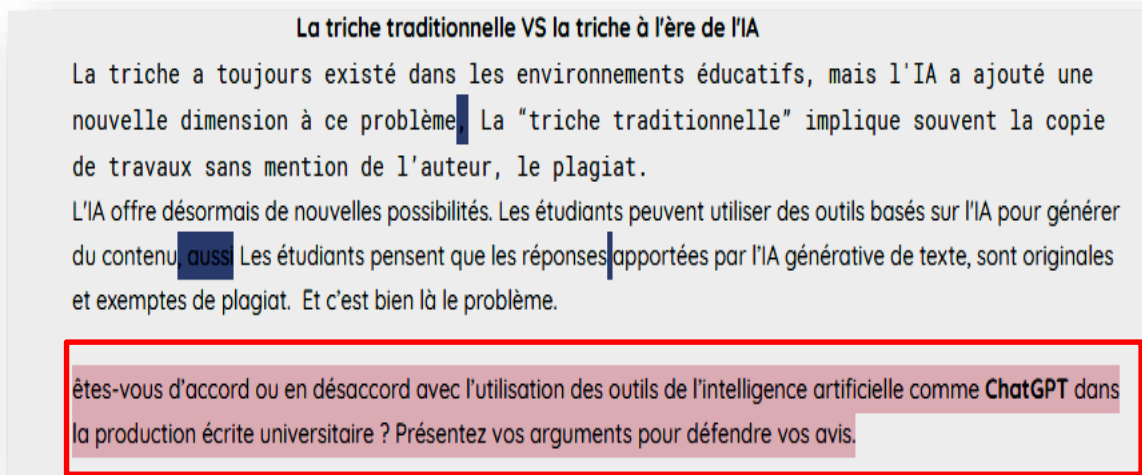 La triche traditionnelle VS la triche à l'ère de l'IA
La triche a toujours existé dans les environnements éducatifs, mais l'IA a ajouté une
nouvelle dimension à ce problème, La “triche traditionnelle” implique souvent la copie
de travaux sans mention de l’auteur, le plagiat.
L'IA offre désormais de nouvelles possibilités. Les étudiants peuvent utiliser des outils basés sur l'IA pour générer
du contenu, aussi Les étudiants pensent que les réponses apportées par l’IA générative de texte, sont originales
et exemptes de plagiat. Et c’est bien là le problème.
êtes-vous d’accord ou en désaccord avec l’utilisation des outils de l’intelligence artificielle comme ChatGPT dans
la production écrite universitaire ? Présentez vos arguments pour défendre vos avis.